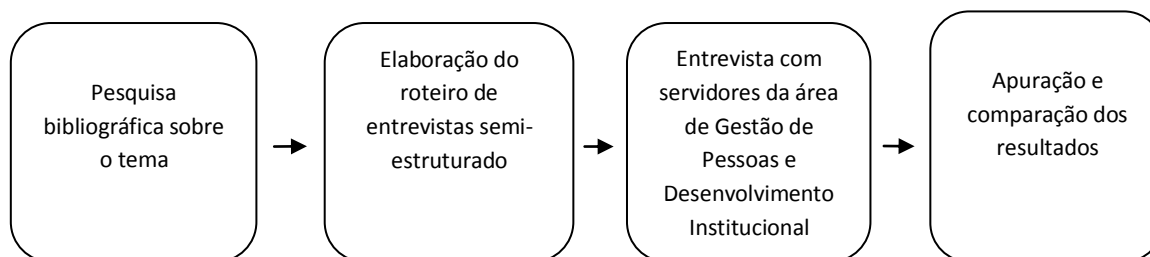 Pesquisa
bibliográfica sobre
o tema
Elaboração do
roteiro de
entrevistas semi-
estruturado
Entrevista com
servidores da área
de Gestão de
Pessoas e
Desenvolvimento
Institucional
Apuração e
comparação dos
resultados